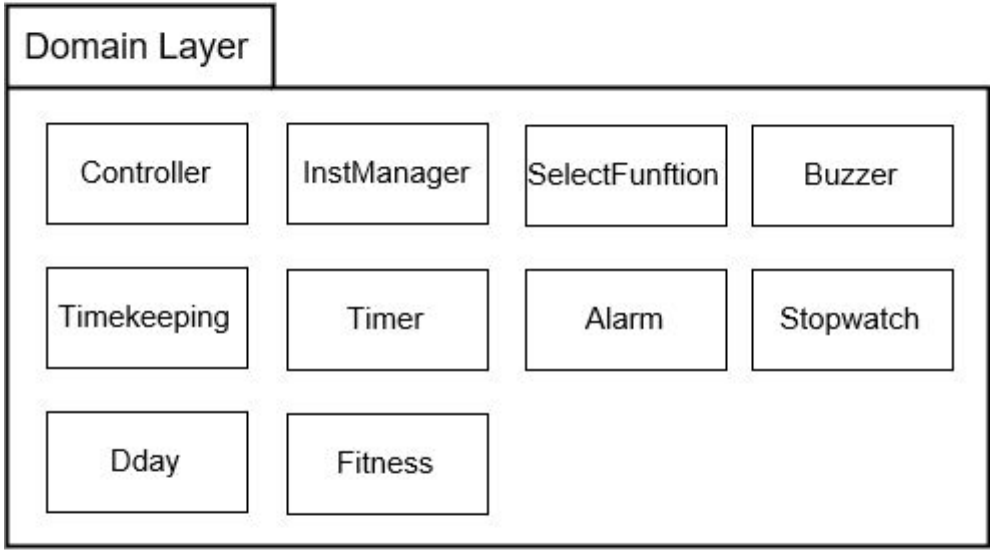 Domain Layer
Controller
InstManager
SelectFunftion
Buzzer
Timekeeping
Timer
Alarm
Stopwatch
Dday
Fitness